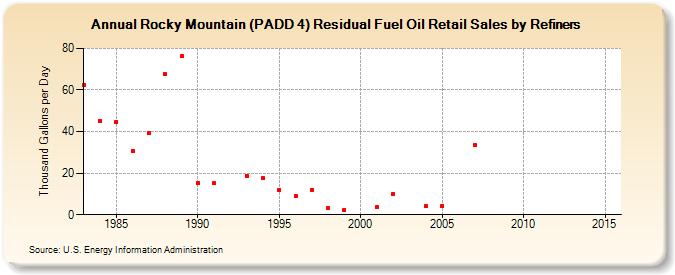 Annual Rocky Mountain (PADD 4) Residual Fuel Oil Retail Sales by Refiners
Thousand Gallons per Day
80
60
40
20
0
1985 1990 1995 2000 2005 2010 2015
Source: U.S. Energy Information Administration